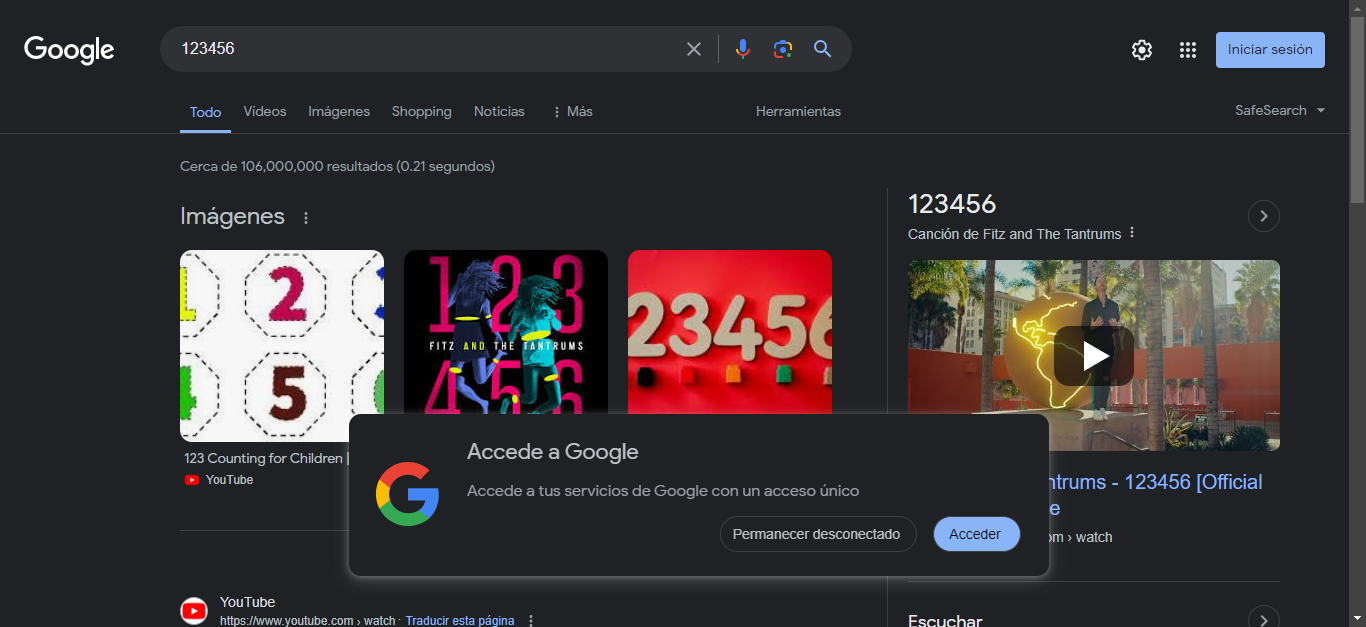 Google
123456
Iniciar sesión
Todo
Vídeos
Imágenes
Shopping
Noticias
Más
Herramientas
SafeSearch
Cerca de 106,000,000 resultados (0.21 segundos)
Imágenes
2
5
123
FITZ AND THE TANTRUMS
456
23456
123 Counting for Children |
YouTube
123456
Canción de Fitz and The Tantrums
ntrums - 123456 [Official
e
om › watch
Accede a Google
Accede a tus servicios de Google con un acceso único
Permanecer desconectado
Acceder
YouTube
https://www.youtube.com › watch · Traducir esta página
Escuchar